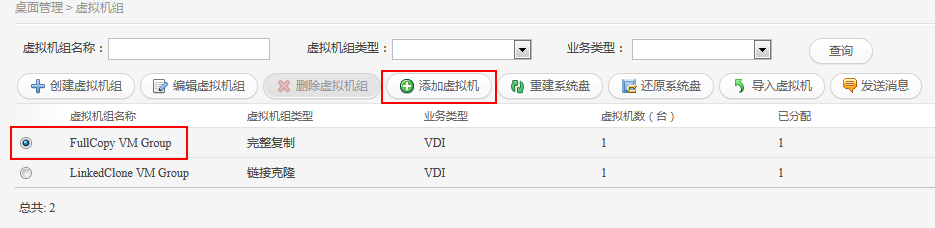 桌面管理 > 虚拟机组
虚拟机组名称： 虚拟机组类型： 业务类型： 查询
创建虚拟机组 编辑虚拟机组 删除虚拟机组 添加虚拟机 重建系统盘 还原系统盘 导入虚拟机 发送消息
虚拟机组名称 虚拟机组类型 业务类型 虚拟机数（台） 已分配
FullCopy VM Group 完整复制 VDI 1 1
LinkedClone VM Group 链接克隆 VDI 1 1
总共: 2